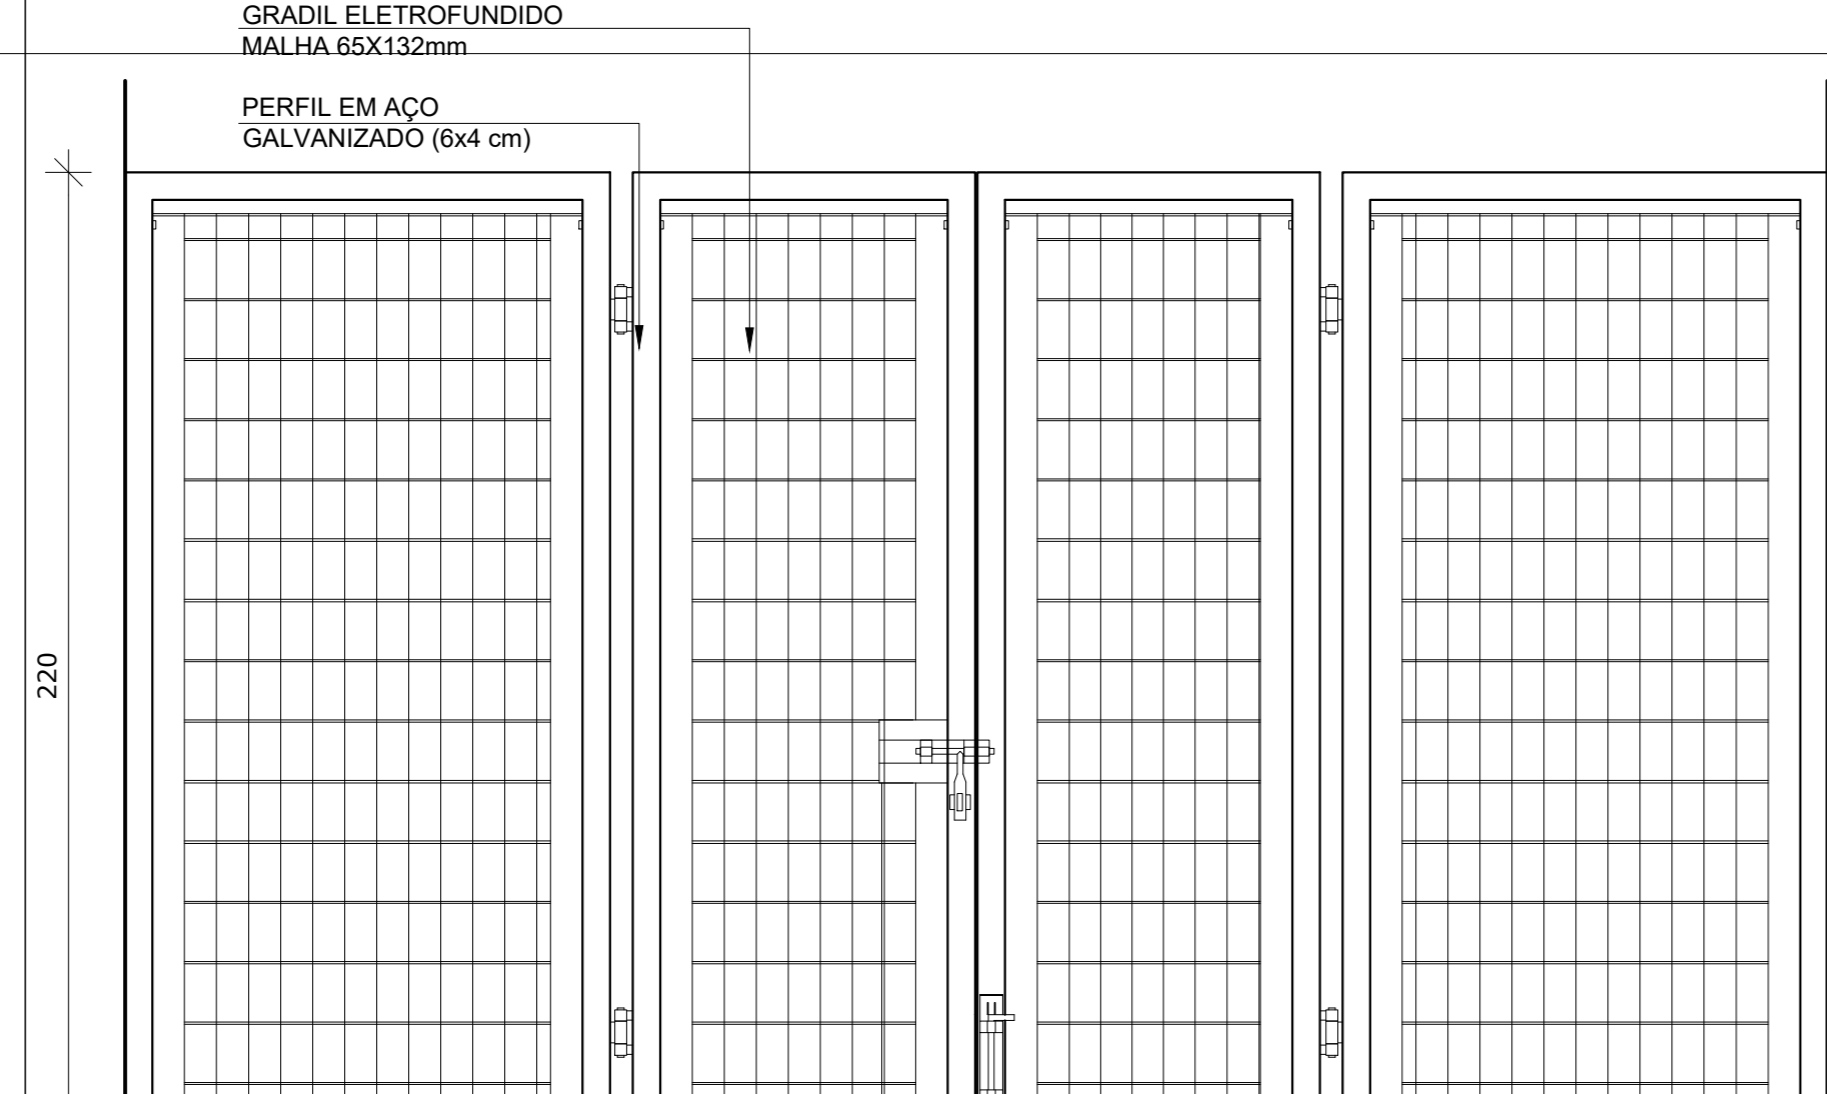 GRADIL ELETROFUNDIDO
MALHA 65X132mm
PERFIL EM AÇO
GALVANIZADO (6x4 cm)
220